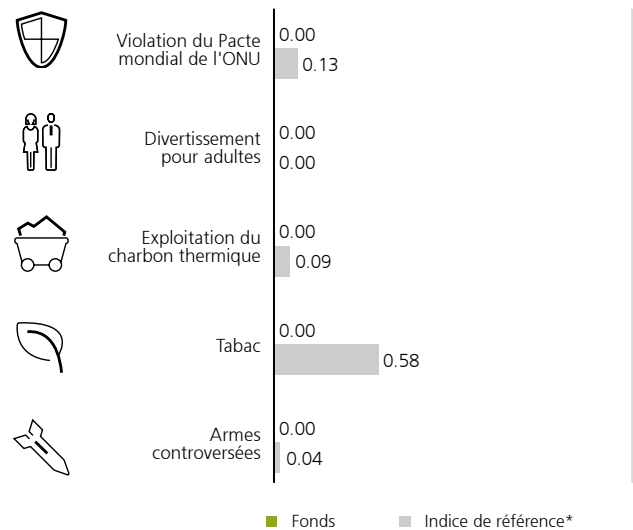 Violation du Pacte
mondial de l'ONU
0.00
0.13
Divertissement
pour adultes
0.00
0.00
Exploitation du
charbon thermique
0.00
0.09
Tabac
0.00
0.58
Armes
controversées
0.00
0.04
Fonds
Indice de référence*